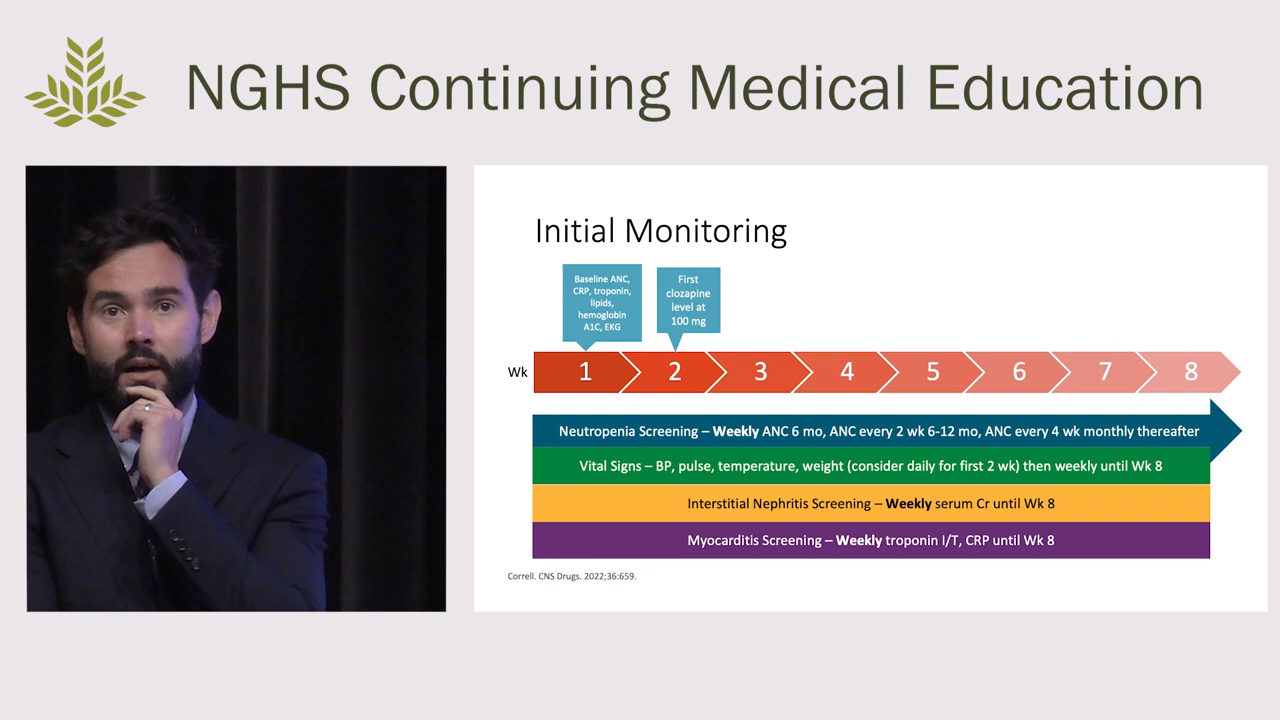 NGHS Continuing Medical Education
Initial Monitoring
Baseline ANC,
CRP, troponin,
lipids,
hemoglobin
A1C, EKG
First
clozapine
level at
100 mg
Wk 1 2 3 4 5 6 7 8
Neutropenia Screening – Weekly ANC 6 mo, ANC every 2 wk 6-12 mo, ANC every 4 wk monthly thereafter
Vital Signs – BP, pulse, temperature, weight (consider daily for first 2 wk) then weekly until Wk 8
Interstitial Nephritis Screening – Weekly serum Cr until Wk 8
Myocarditis Screening – Weekly troponin I/T, CRP until Wk 8
Correll. CNS Drugs. 2022;36:659.